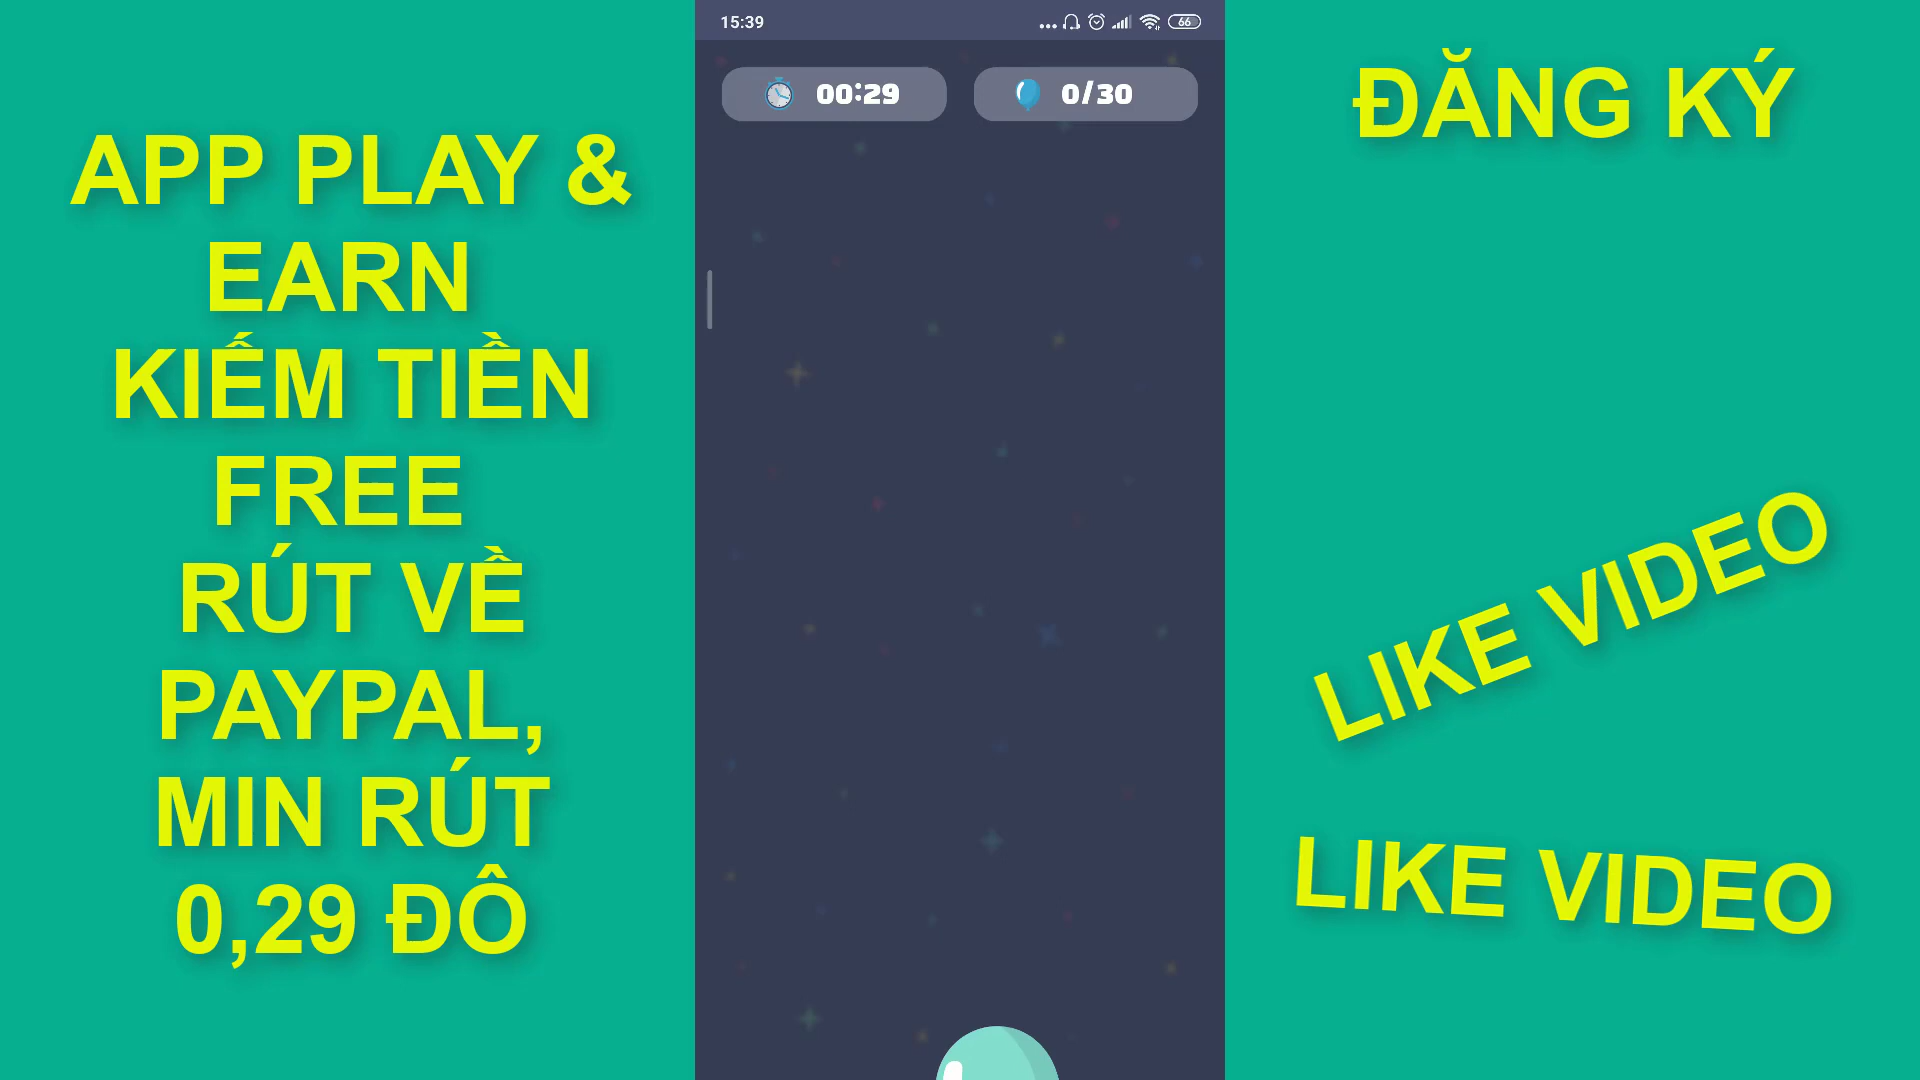 APP PLAY &
EARN
KIẾM TIỀN
FREE
RÚT VỀ
PAYPAL,
MIN RÚT
0,29 ĐÔ
15:39
66
00:29
0/30
ĐĂNG KÝ
LIKE VIDEO
LIKE VIDEO